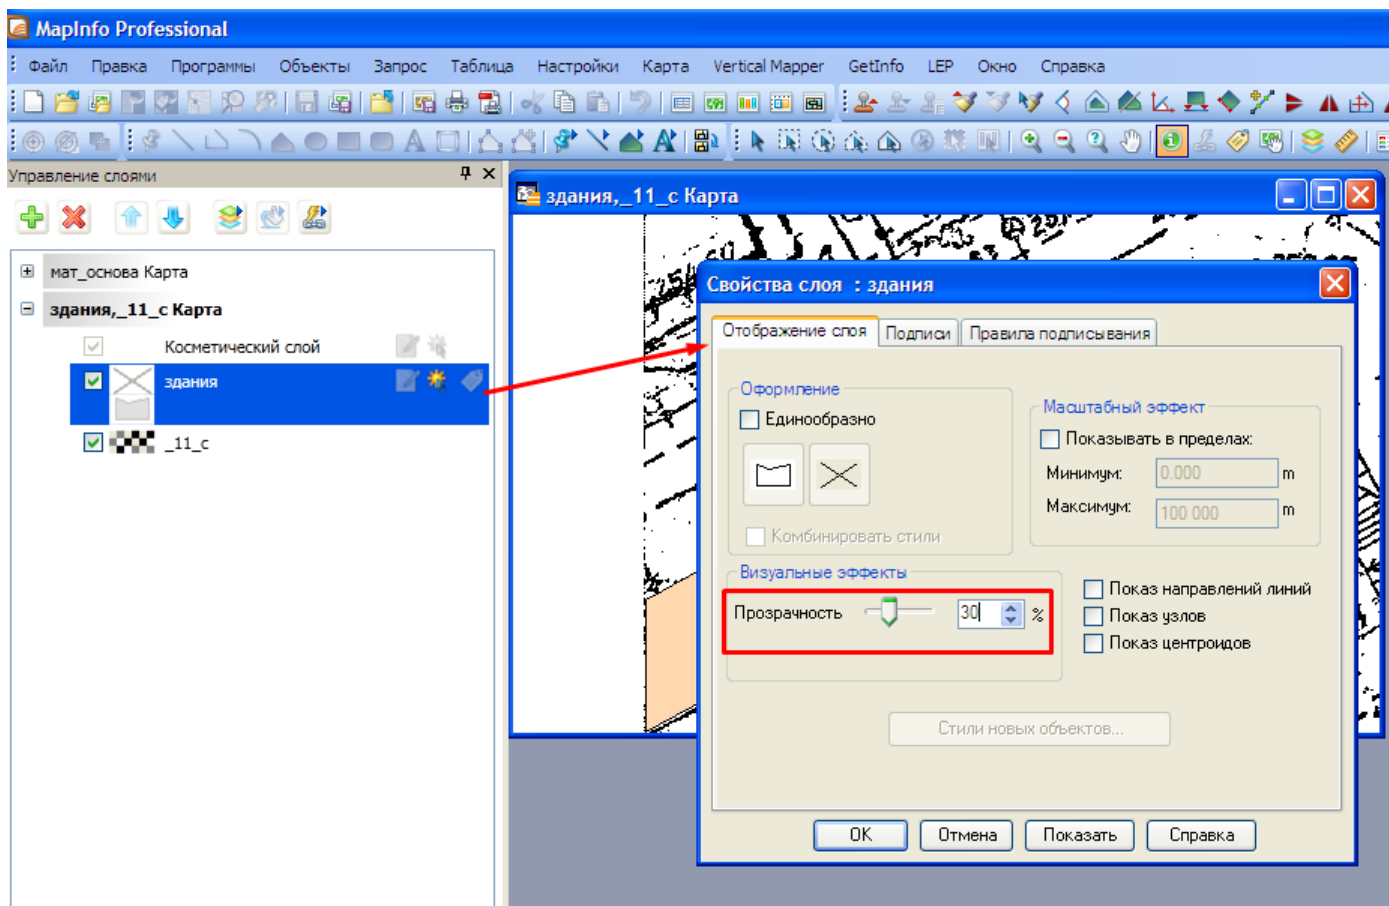 MapInfo Professional
Файл Правка Программы Объекты Запрос Таблица Настройки Карта Vertical Mapper GetInfo LEP Окно Справка
Управление слоями
мат_основа Карта
здания,_11_с Карта
Косметический слой
здания
_11_с
здания,_11_с Карта
Свойства слоя : здания
Отображение слоя Подписи Правила подписывания
Оформление
Единообразно
Комбинировать стили
Масштабный эффект
Показывать в пределах:
Минимум: 0.000 m
Максимум: 100 000 m
Визуальные эффекты
Прозрачность 30 %
Показ направлений линий
Показ узлов
Показ центроидов
Стили новых объектов...
OK Отмена Показать Справка